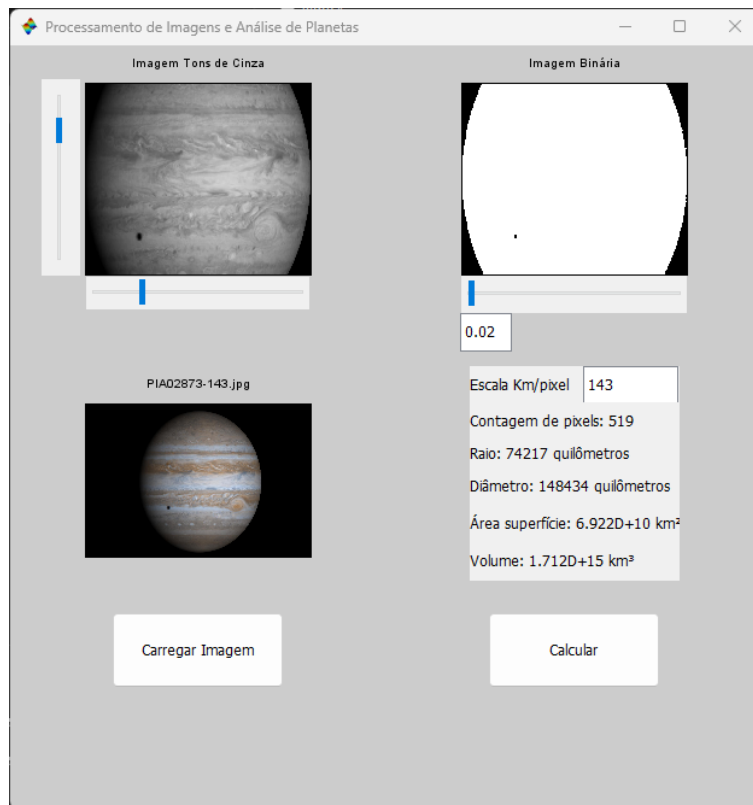 Processamento de Imagens e Análise de Planetas
Imagem Tons de Cinza
Imagem Binária
0.02
PIA02873-143.jpg
Escala Km/pixel 143
Contagem de pixels: 519
Raio: 74217 quilômetros
Diâmetro: 148434 quilômetros
Área superfície: 6.922D+10 km²
Volume: 1.712D+15 km³
Carregar Imagem
Calcular